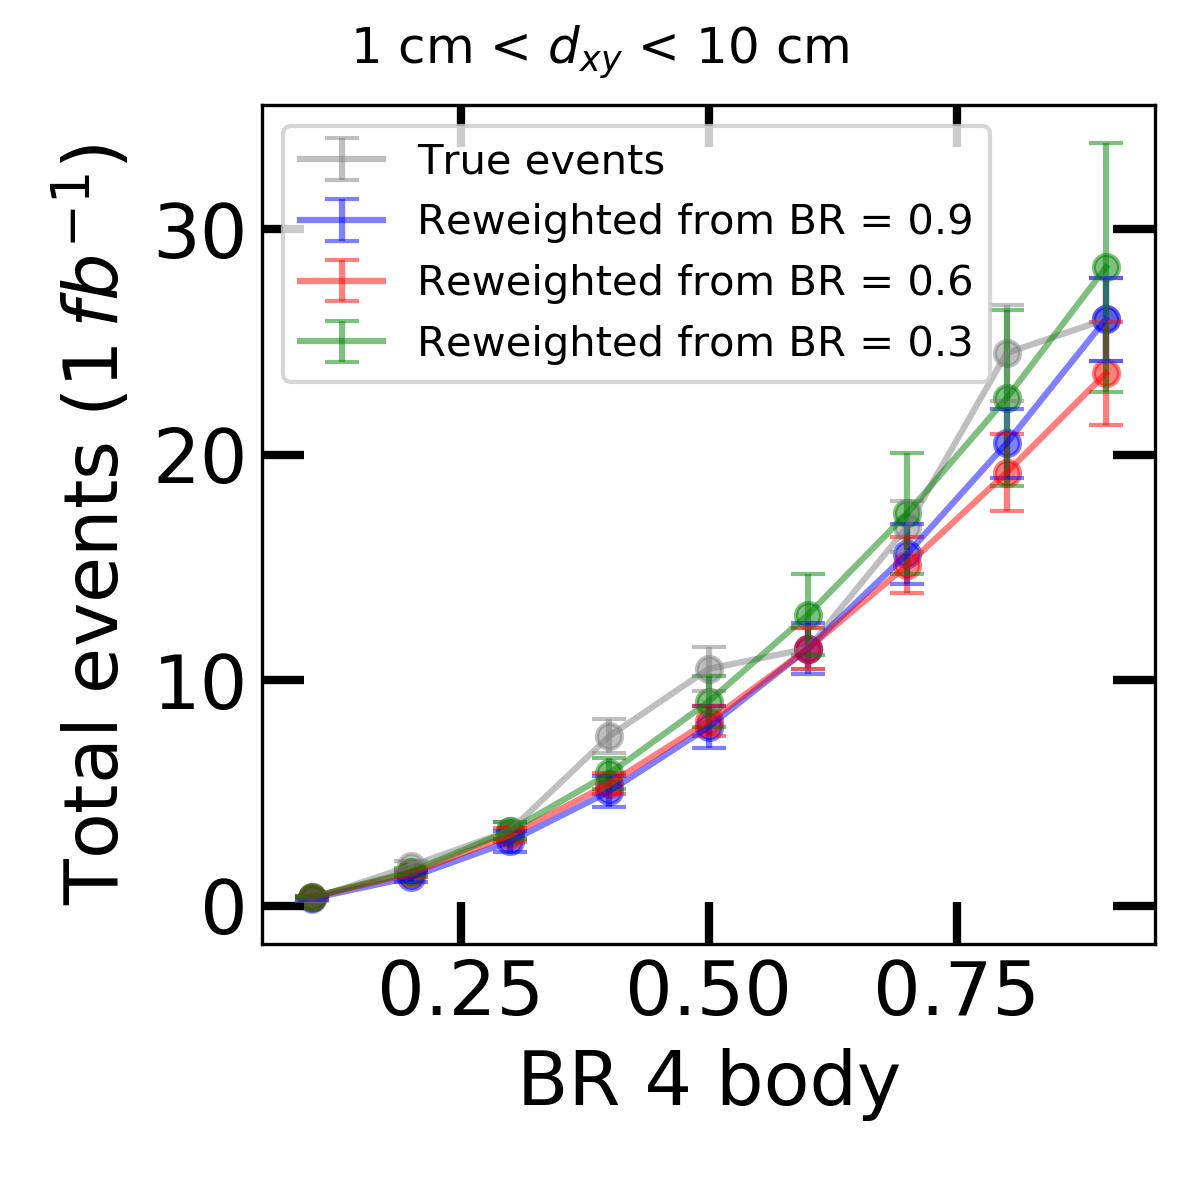 1 cm < d_{xy} < 10 cm
True events
Reweighted from BR = 0.9
Reweighted from BR = 0.6
Reweighted from BR = 0.3
Total events (1 fb⁻¹)
30
20
10
0
0.25 0.50 0.75
BR 4 body